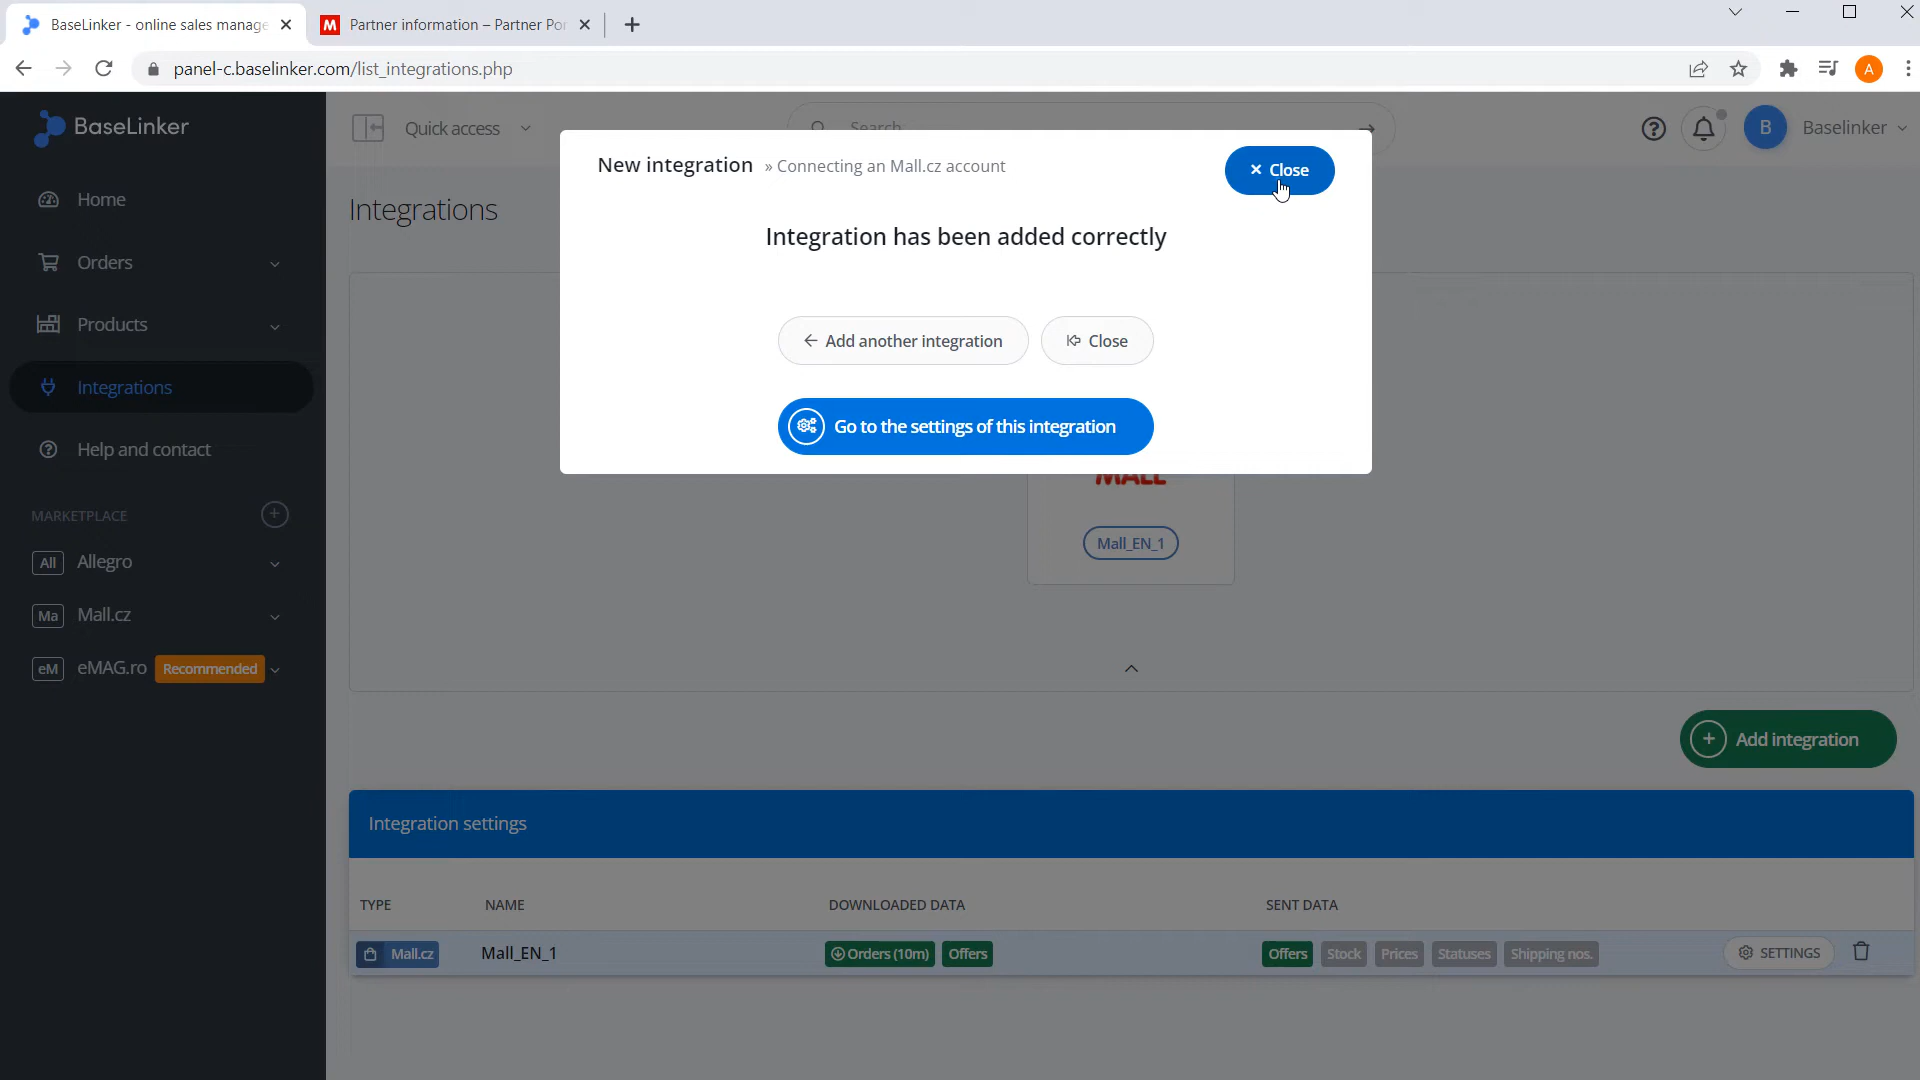 BaseLinker - online sales manage
Partner information – Partner Por
panel-c.baselinker.com/list_integrations.php
A
BaseLinker
Quick access
Search
B
Baselinker
New integration » Connecting an Mall.cz account
Close
Integrations
Integration has been added correctly
Add another integration
Close
Go to the settings of this integration
Home
Orders
Products
Integrations
Help and contact
MARKETPLACE
All Allegro
Ma Mall.cz
eM eMAG.ro Recommended
MALL
Mall_EN_1
Add integration
Integration settings
TYPE NAME DOWNLOADED DATA SENT DATA
Mall.cz Mall_EN_1 Orders (10m) Offers Offers Stock Prices Statuses Shipping nos. SETTINGS